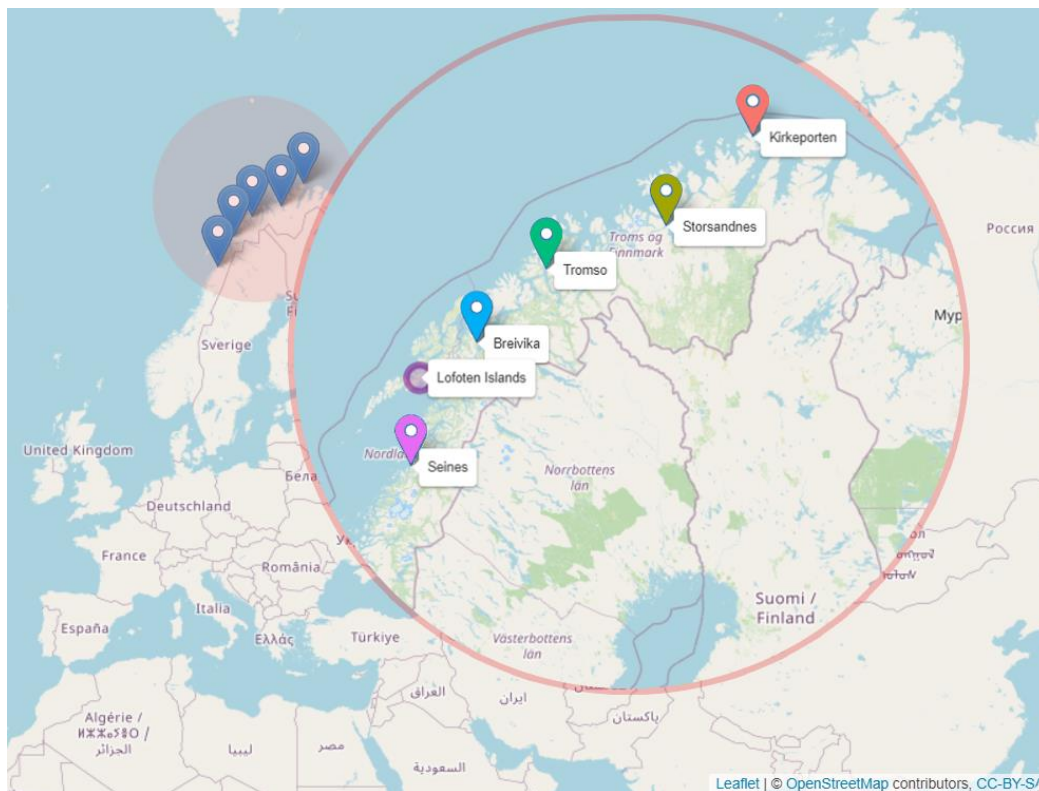 Kirkeporten
Storsandnes
Troms og
Finnmark
Tromso
Россия
Breivika
Lofoten Islands
Sverige
Nordla
Seines
Norrbottens
län
United Kingdom
Бела
Deutschland
France
România
Suomi /
Finland
Italia
España
Ελλάς
Türkiye
Västerbottens
län
العراق
ایران
پاکستان
Algérie /
ⵍⵣⵣⴰⵢⴻⵔ /
الجزائر
ليبيا
مصر
السعودية
Leaflet | © OpenStreetMap contributors, CC-BY-SA